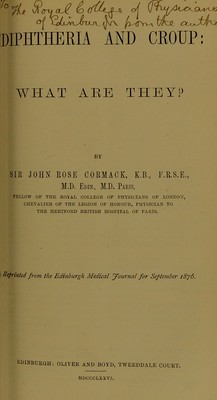 To The Royal College of Physicians
of Edinburgh from the author
DIPHTHERIA AND CROUP:
WHAT ARE THEY?
BY
SIR JOHN ROSE CORMACK, K.B., F.R.S.E.,
M.D. EDIN., M.D. PARIS,
FELLOW OF THE ROYAL COLLEGE OF PHYSICIANS OF LONDON,
CHEVALIER OF THE LEGION OF HONOUR, PHYSICIAN TO
THE HERTFORD BRITISH HOSPITAL OF PARIS.
Reprinted from the Edinburgh Medical Journal for September 1876.
EDINBURGH: OLIVER AND BOYD, TWEEDDALE COURT.
MDCCCLXXVI.